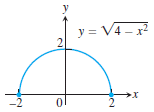 y
y = √4 – x²
2
x
–2
0
2